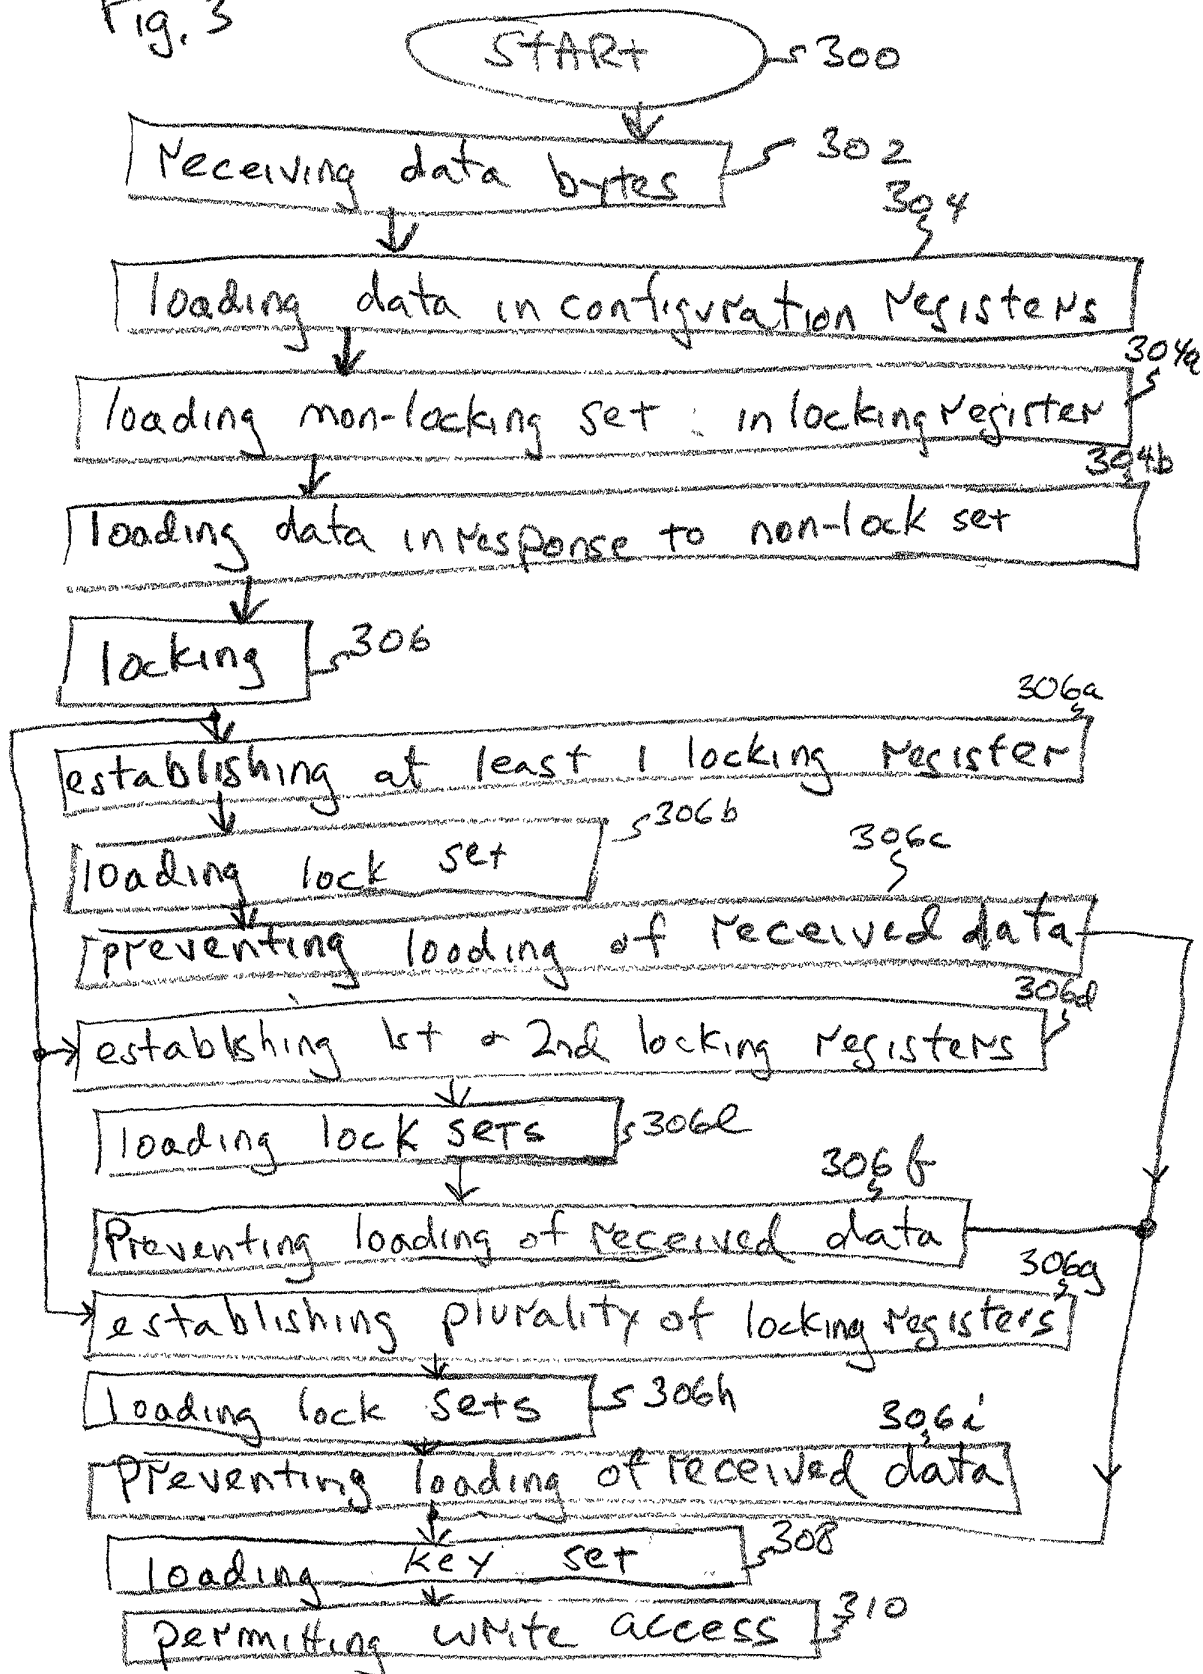 Fig. 3
START 300
receiving data bytes 302
304
loading data in configuration registers
304a
loading non-locking set in locking register
304b
loading data in response to non-lock set
locking 306
306a
establishing at least 1 locking register
loading lock set 306b
306c
preventing loading of received data
306d
establishing 1st & 2nd locking registers
loading lock sets 306e
306f
Preventing loading of received data
306g
establishing plurality of locking registers
loading lock sets 306h
306i
Preventing loading of received data
loading key set 308
permitting write access 310